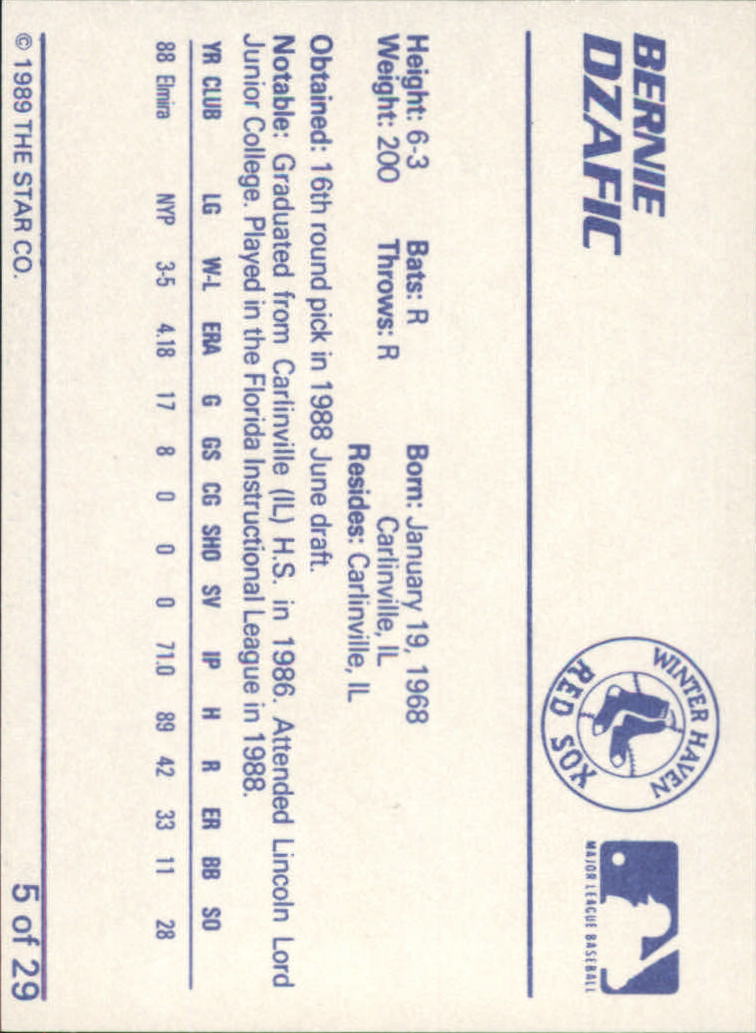 BERNIE
DZAFIC
WINTER HAVEN
RED SOX
MAJOR LEAGUE BASEBALL
Height: 6-3 Bats: R Born: January 19, 1968
Weight: 200 Throws: R Carlinville, IL
Resides: Carlinville, IL
Obtained: 16th round pick in 1988 June draft.
Notable: Graduated from Carlinville (IL) H.S. in 1986. Attended Lincoln Lord
Junior College. Played in the Florida Instructional League in 1988.
YR CLUB LG W-L ERA G GS CG SHO SV IP H R ER BB SO
88 Elmira NYP 3-5 4.18 17 8 0 0 0 71.0 89 42 33 11 28
© 1989 THE STAR CO. 5 of 29